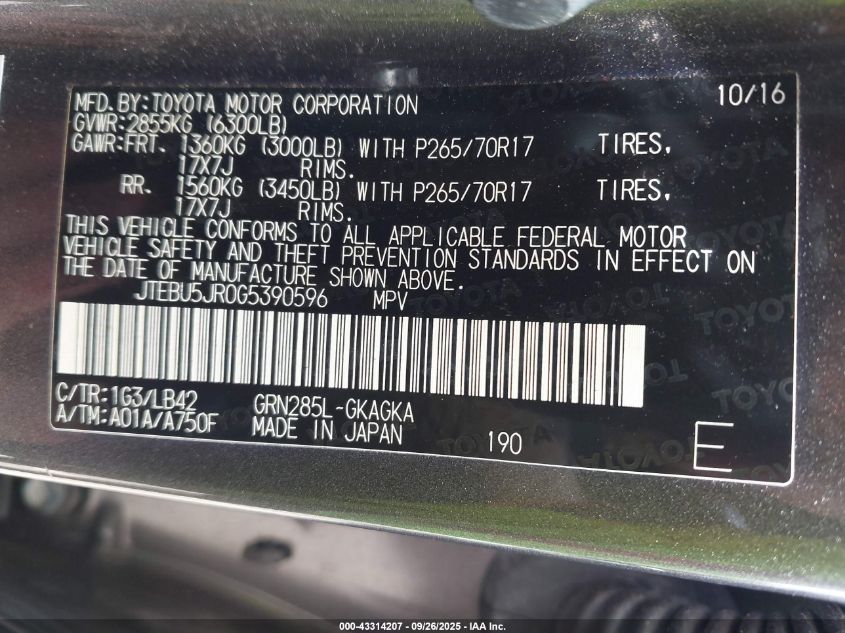 MFD.BY:TOYOTA MOTOR CORPORATION 10/16
GVWR:2855KG (6300LB)
GAWR:FRT. 1360KG (3000LB) WITH P265/70R17 TIRES,
17X7J RIMS.
RR. 1560KG (3450LB) WITH P265/70R17 TIRES,
17X7J RIMS.
THIS VEHICLE CONFORMS TO ALL APPLICABLE FEDERAL MOTOR
VEHICLE SAFETY AND THEFT PREVENTION STANDARDS IN EFFECT ON
THE DATE OF MANUFACTURE SHOWN ABOVE.
JTEBU5JR0G5390596 MPV
C/TR:1G3/LB42 GRN285L-GKAGKA
A/TM:A01A/A750F MADE IN JAPAN 190 E
TOYOTA
000-43314207 - 09/26/2025 - IAA Inc.